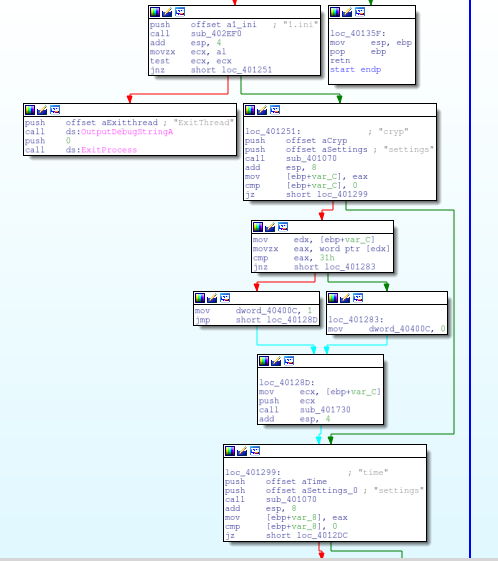 push offset a1_ini ; "1.ini"
call sub_402EF0
add esp, 4
movzx ecx, al
test ecx, ecx
jnz short loc_401251
loc_40135F:
mov esp, ebp
pop ebp
retn
start endp
push offset aExitthread ; "ExitThread"
call ds:OutputDebugStringA
push 0
call ds:ExitProcess
loc_401251: ; "cryp"
push offset aCryp
push offset aSettings ; "settings"
call sub_401070
add esp, 8
mov [ebp+var_C], eax
cmp [ebp+var_C], 0
jz short loc_401299
mov edx, [ebp+var_C]
movzx eax, word ptr [edx]
cmp eax, 31h
jnz short loc_401283
mov dword_40400C, 1
jmp short loc_40128D
loc_401283:
mov dword_40400C, 0
loc_40128D:
mov ecx, [ebp+var_C]
push ecx
call sub_401730
add esp, 4
loc_401299: ; "time"
push offset aTime
push offset aSettings_0 ; "settings"
call sub_401070
add esp, 8
mov [ebp+var_8], eax
cmp [ebp+var_8], 0
jz short loc_4012DC